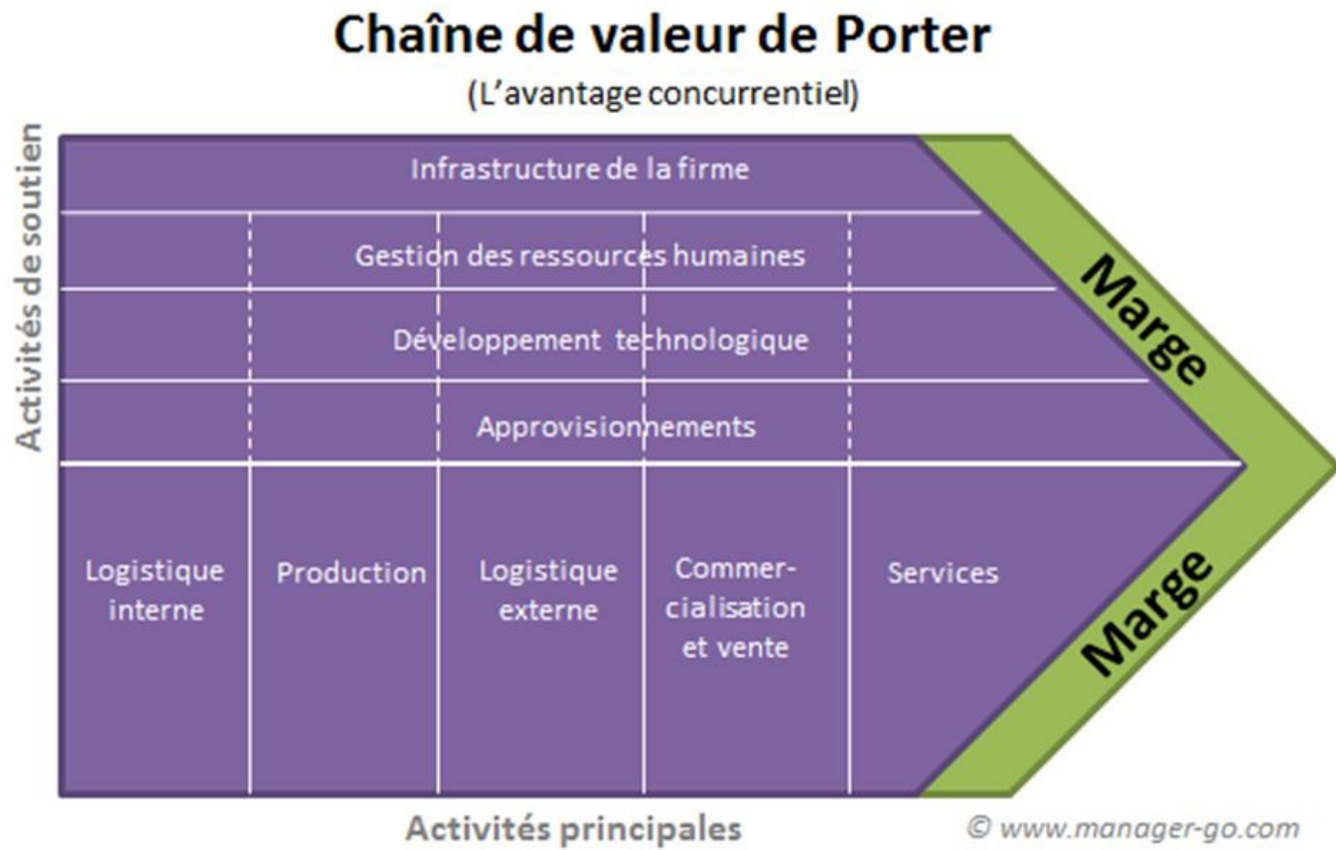 Chaîne de valeur de Porter
(L'avantage concurrentiel)
Activités de soutien
Infrastructure de la firme
Gestion des ressources humaines
Développement technologique
Approvisionnements
Marge
Logistique
interne
Production
Logistique
externe
Commer-
cialisation
et vente
Services
Marge
Activités principales
© www.manager-go.com